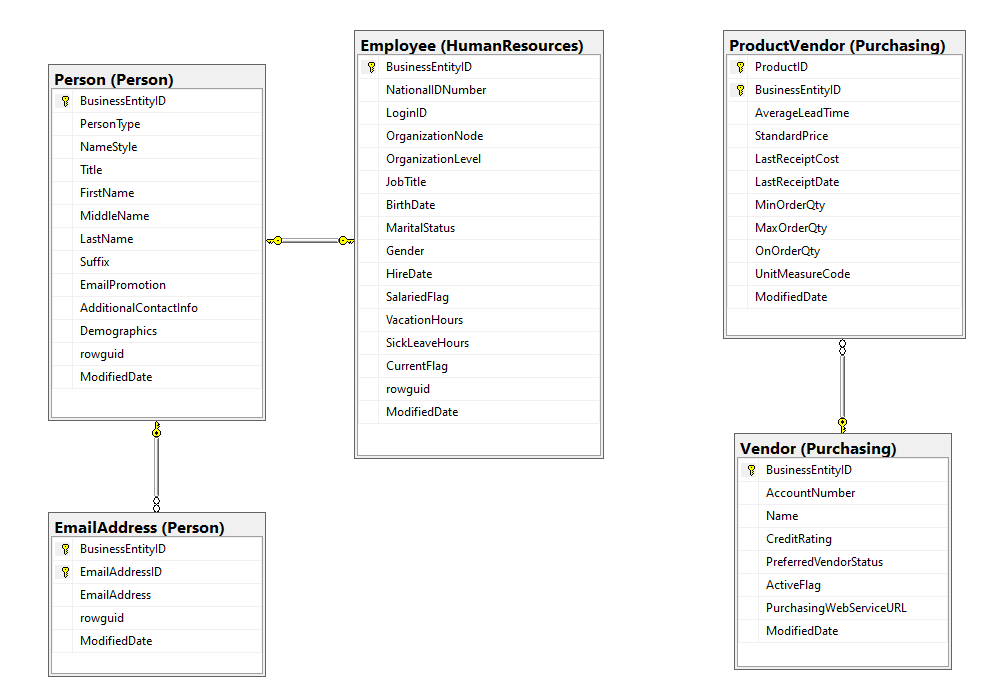 Person (Person)
BusinessEntityID
PersonType
NameStyle
Title
FirstName
MiddleName
LastName
Suffix
EmailPromotion
AdditionalContactInfo
Demographics
rowguid
ModifiedDate
Employee (HumanResources)
BusinessEntityID
NationalIDNumber
LoginID
OrganizationNode
OrganizationLevel
JobTitle
BirthDate
MaritalStatus
Gender
HireDate
SalariedFlag
VacationHours
SickLeaveHours
CurrentFlag
rowguid
ModifiedDate
ProductVendor (Purchasing)
ProductID
BusinessEntityID
AverageLeadTime
StandardPrice
LastReceiptCost
LastReceiptDate
MinOrderQty
MaxOrderQty
OnOrderQty
UnitMeasureCode
ModifiedDate
EmailAddress (Person)
BusinessEntityID
EmailAddressID
EmailAddress
rowguid
ModifiedDate
Vendor (Purchasing)
BusinessEntityID
AccountNumber
Name
CreditRating
PreferredVendorStatus
ActiveFlag
PurchasingWebServiceURL
ModifiedDate